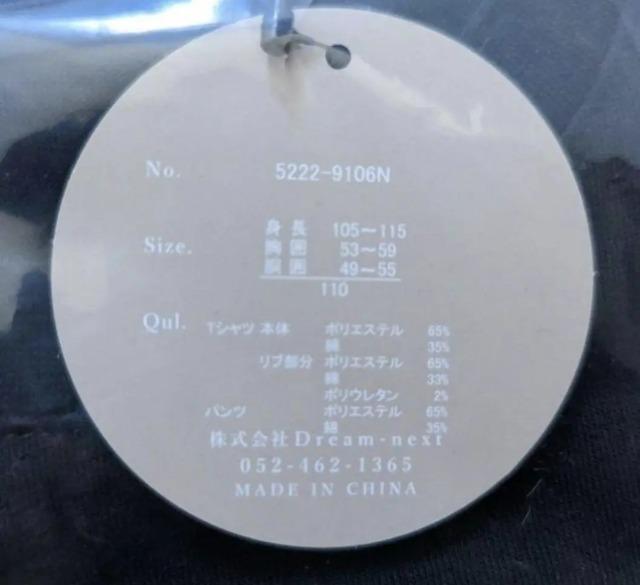 No. 5222-9106N
身長 105~115
Size. 胸囲 53~59
胴囲 49~55
110
Qul. Tシャツ 本体 ポリエステル 65%
綿 35%
リブ部分 ポリエステル 65%
綿 33%
ポリウレタン 2%
パンツ ポリエステル 65%
綿 35%
株式会社Dream-next
052-462-1365
MADE IN CHINA